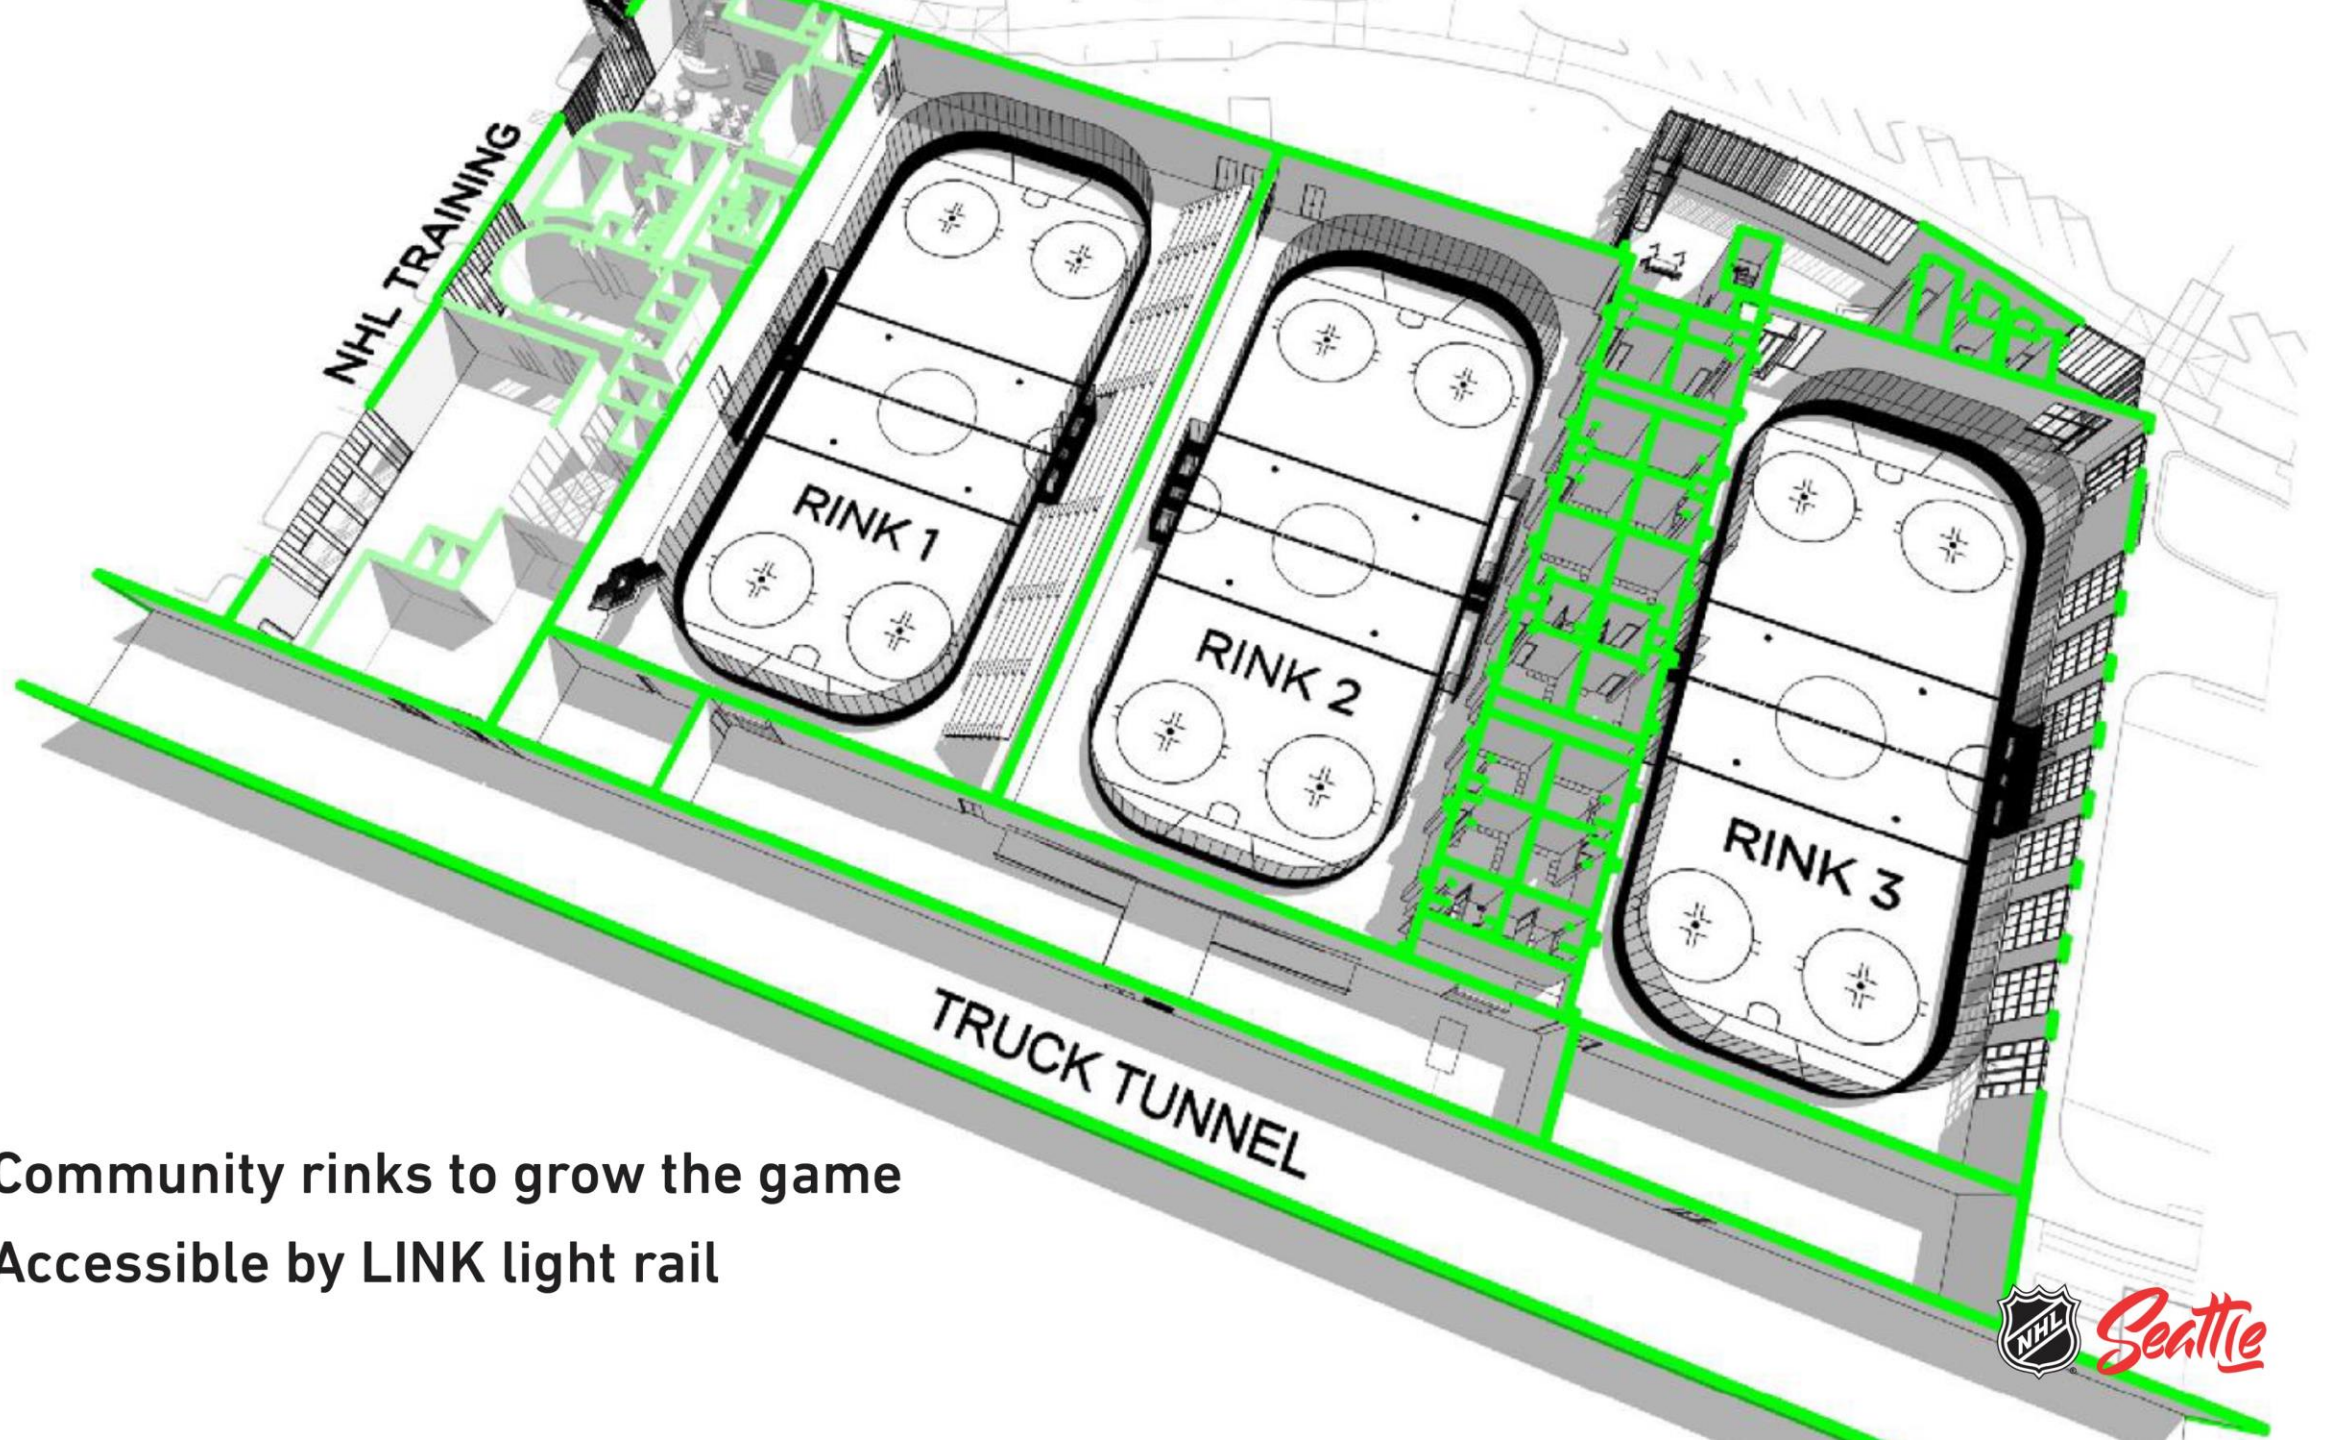 NHL TRAINING
RINK 1
RINK 2
RINK 3
TRUCK TUNNEL
Community rinks to grow the game
Accessible by LINK light rail
NHL
Seattle